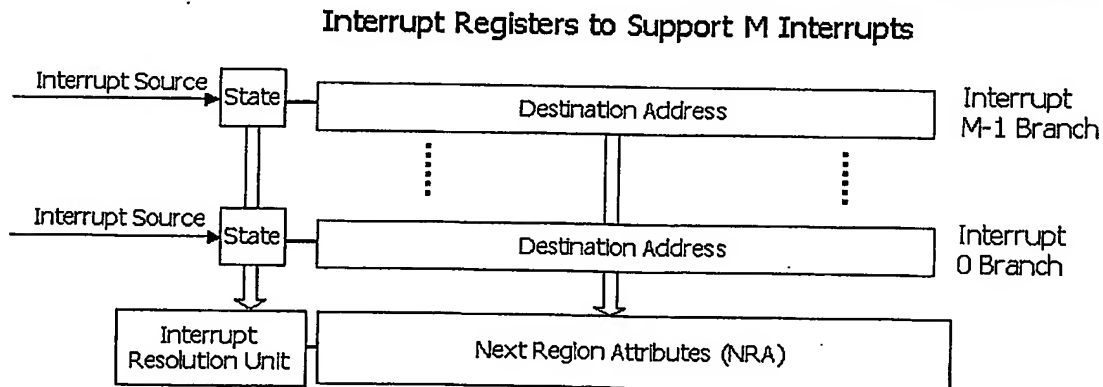 Interrupt Registers to Support M Interrupts
Interrupt Source
State
Destination Address
Interrupt
M-1 Branch
Interrupt Source
State
Destination Address
Interrupt
0 Branch
Interrupt
Resolution Unit
Next Region Attributes (NRA)